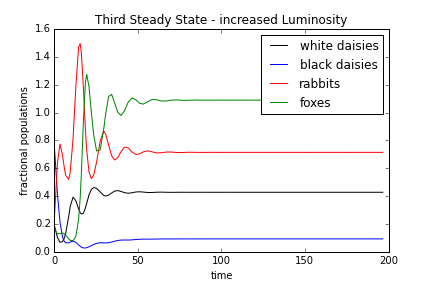 Third Steady State - increased Luminosity
fractional populations
1.6
1.4
1.2
1.0
0.8
0.6
0.4
0.2
0.0
white daisies
black daisies
rabbits
foxes
0
50
100
150
200
time